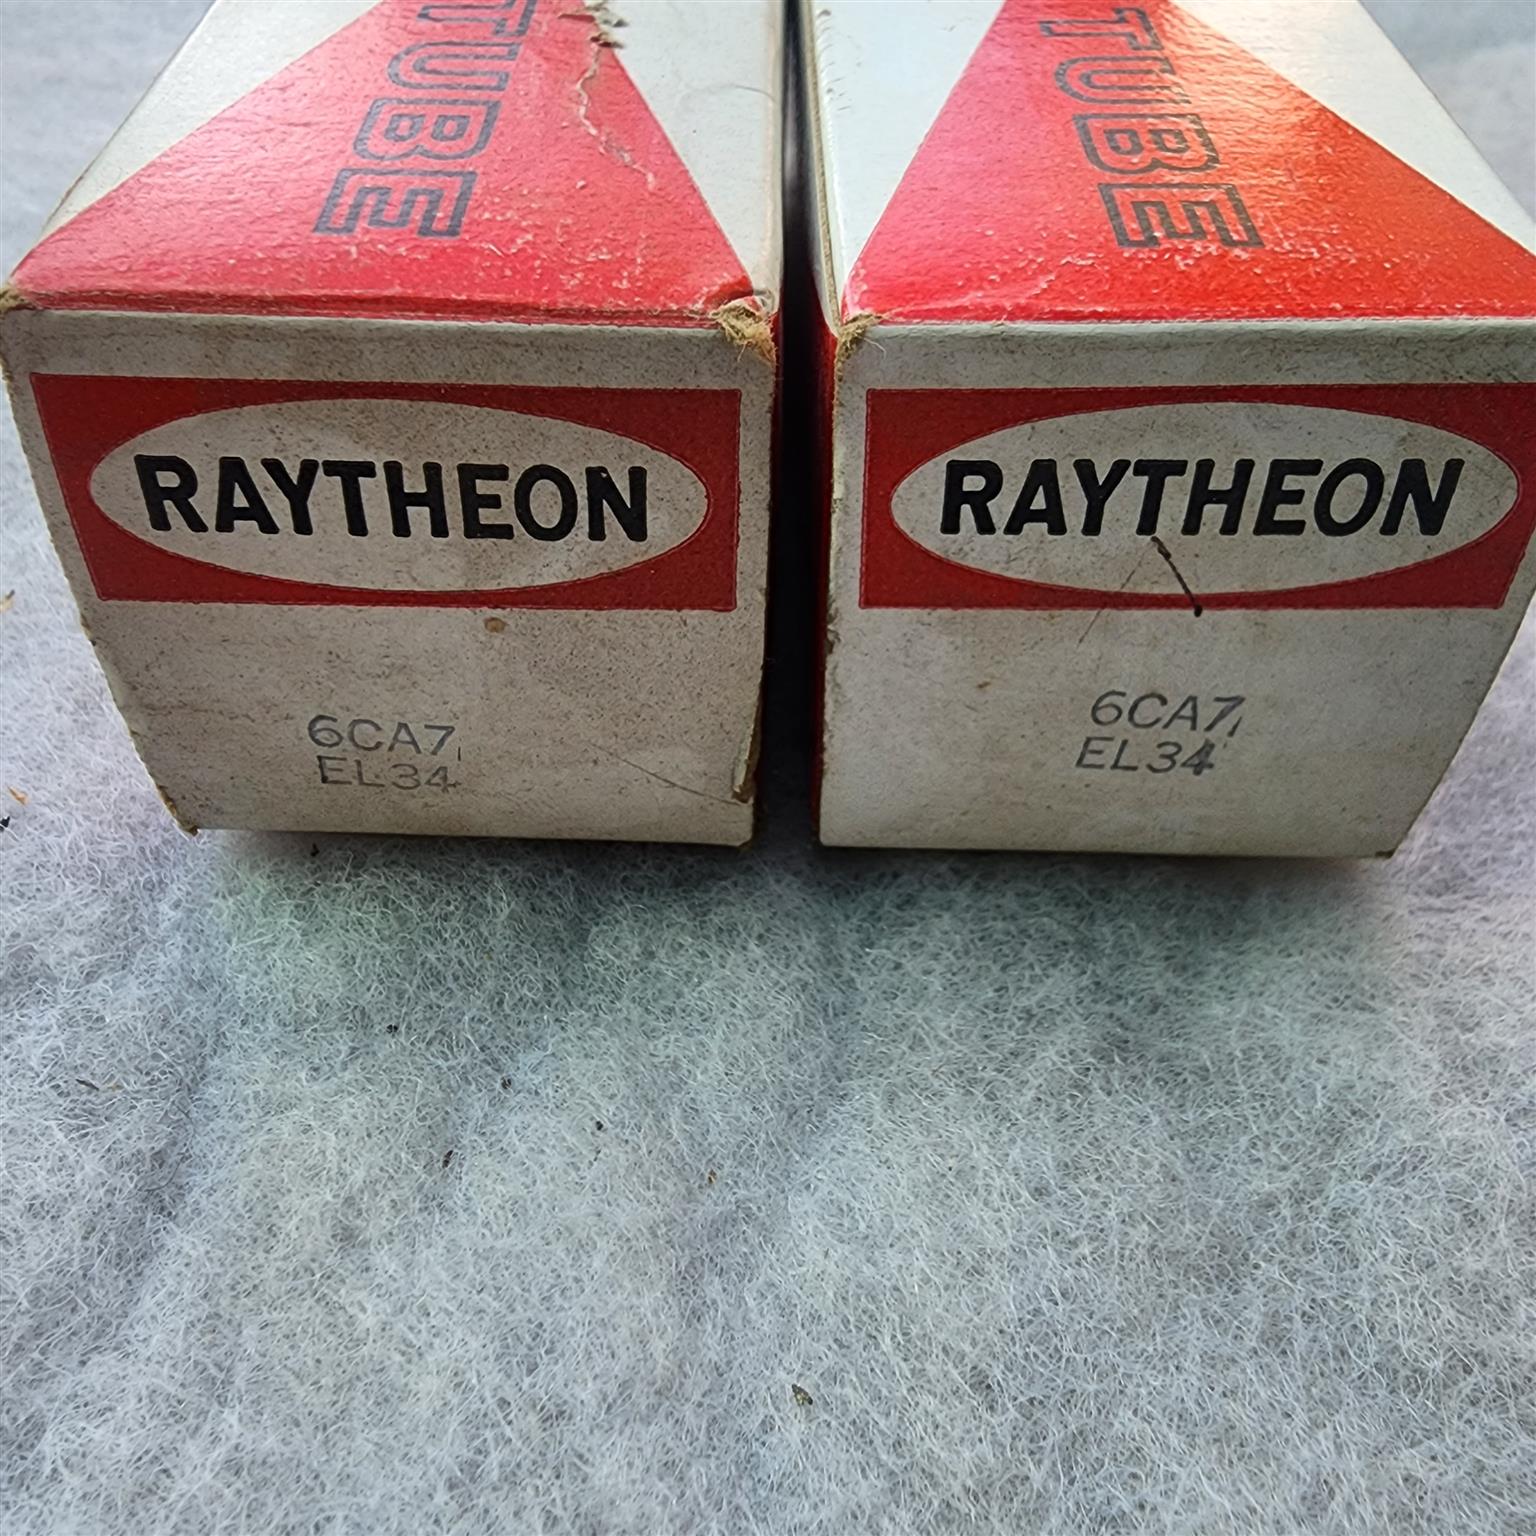 TUBE
RAYTHEON
6CA7,
EL34
TUBE
RAYTHEON
6CA7,
EL34